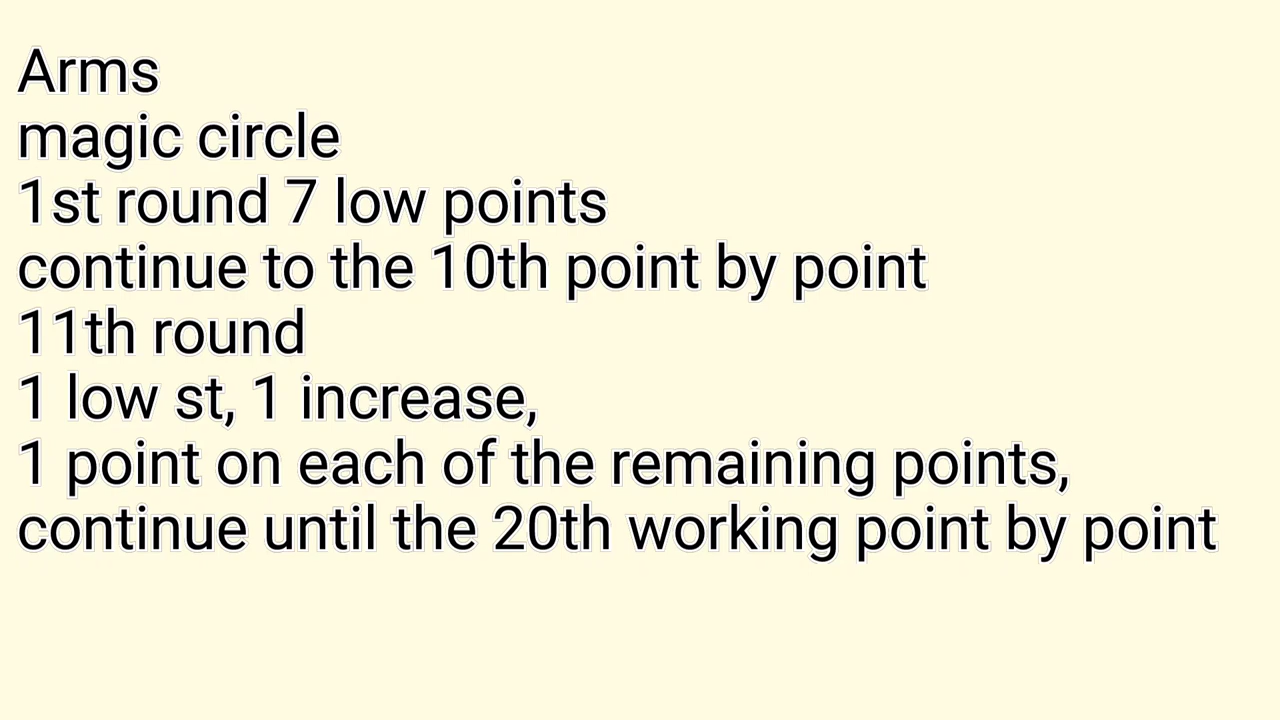 Arms
magic circle
1st round 7 low points
continue to the 10th point by point
11th round
1 low st, 1 increase,
1 point on each of the remaining points,
continue until the 20th working point by point